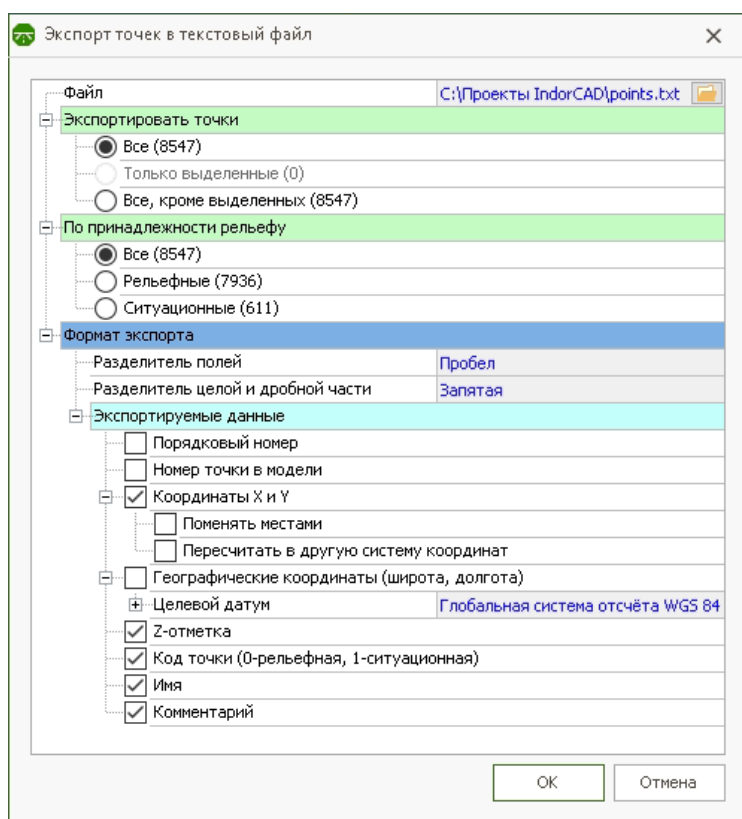 Экспорт точек в текстовый файл
Файл C:\Проекты IndorCAD\points.txt
Экспортировать точки
Все (8547)
Только выделенные (0)
Все, кроме выделенных (8547)
По принадлежности рельефу
Все (8547)
Рельефные (7936)
Ситуационные (611)
Формат экспорта
Разделитель полей Пробел
Разделитель целой и дробной части Запятая
Экспортируемые данные
Порядковый номер
Номер точки в модели
Координаты X и Y
Поменять местами
Пересчитать в другую систему координат
Географические координаты (широта, долгота)
Целевой датум Глобальная система отсчёта WGS 84
Z-отметка
Код точки (0-рельефная, 1-ситуационная)
Имя
Комментарий
ОК Отмена